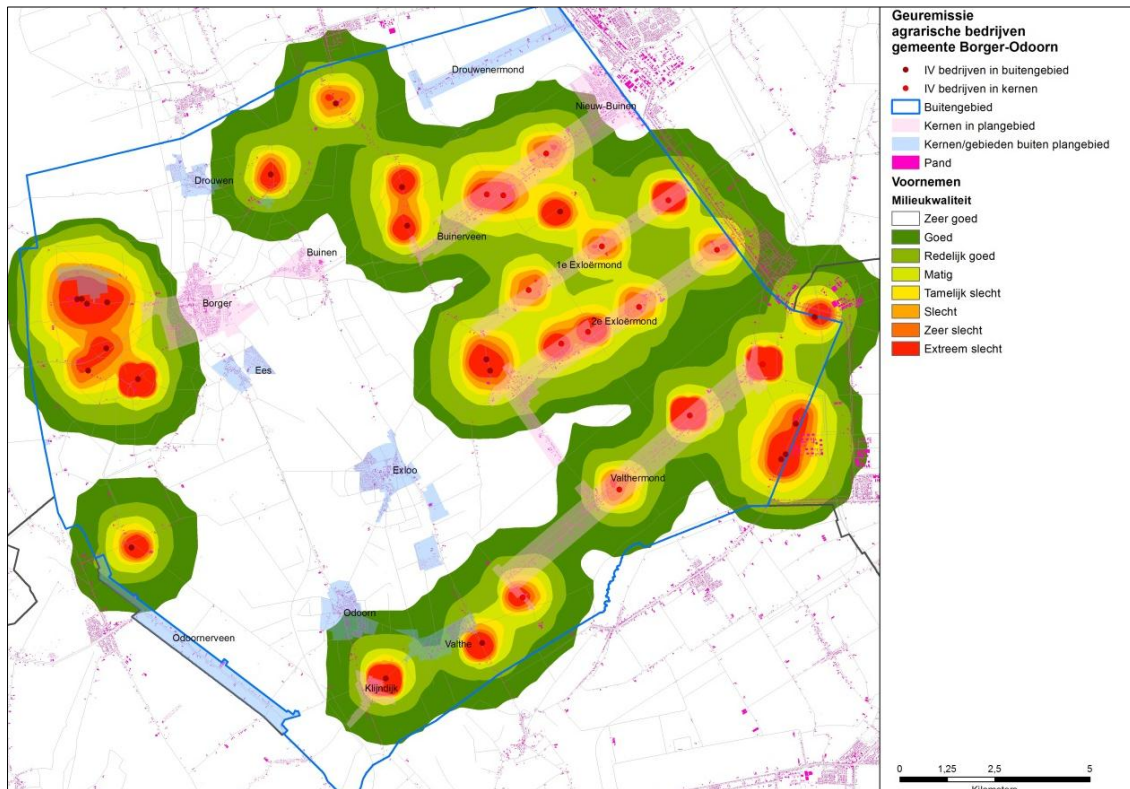 Geuremissie
agrarische bedrijven
gemeente Borger-Odoorn
IV bedrijven in buitengebied
IV bedrijven in kernen
Buitengebied
Kernen in plangebied
Kernen/gebieden buiten plangebied
Pand
Voornemen
Milieukwaliteit
Zeer goed
Goed
Redelijk goed
Matig
Tamelijk slecht
Slecht
Zeer slecht
Extreem slecht
0 1,25 2,5 5
Kilometers
Drouwenermond
Nieuw-Buinen
Drouwen
Buinerveen
Buinen
1e Exloërmond
Borger
2e Exloërmond
Ees
Exloo
Valthermond
Odoorn
Odoornerveen
Valthe
Klijndijk